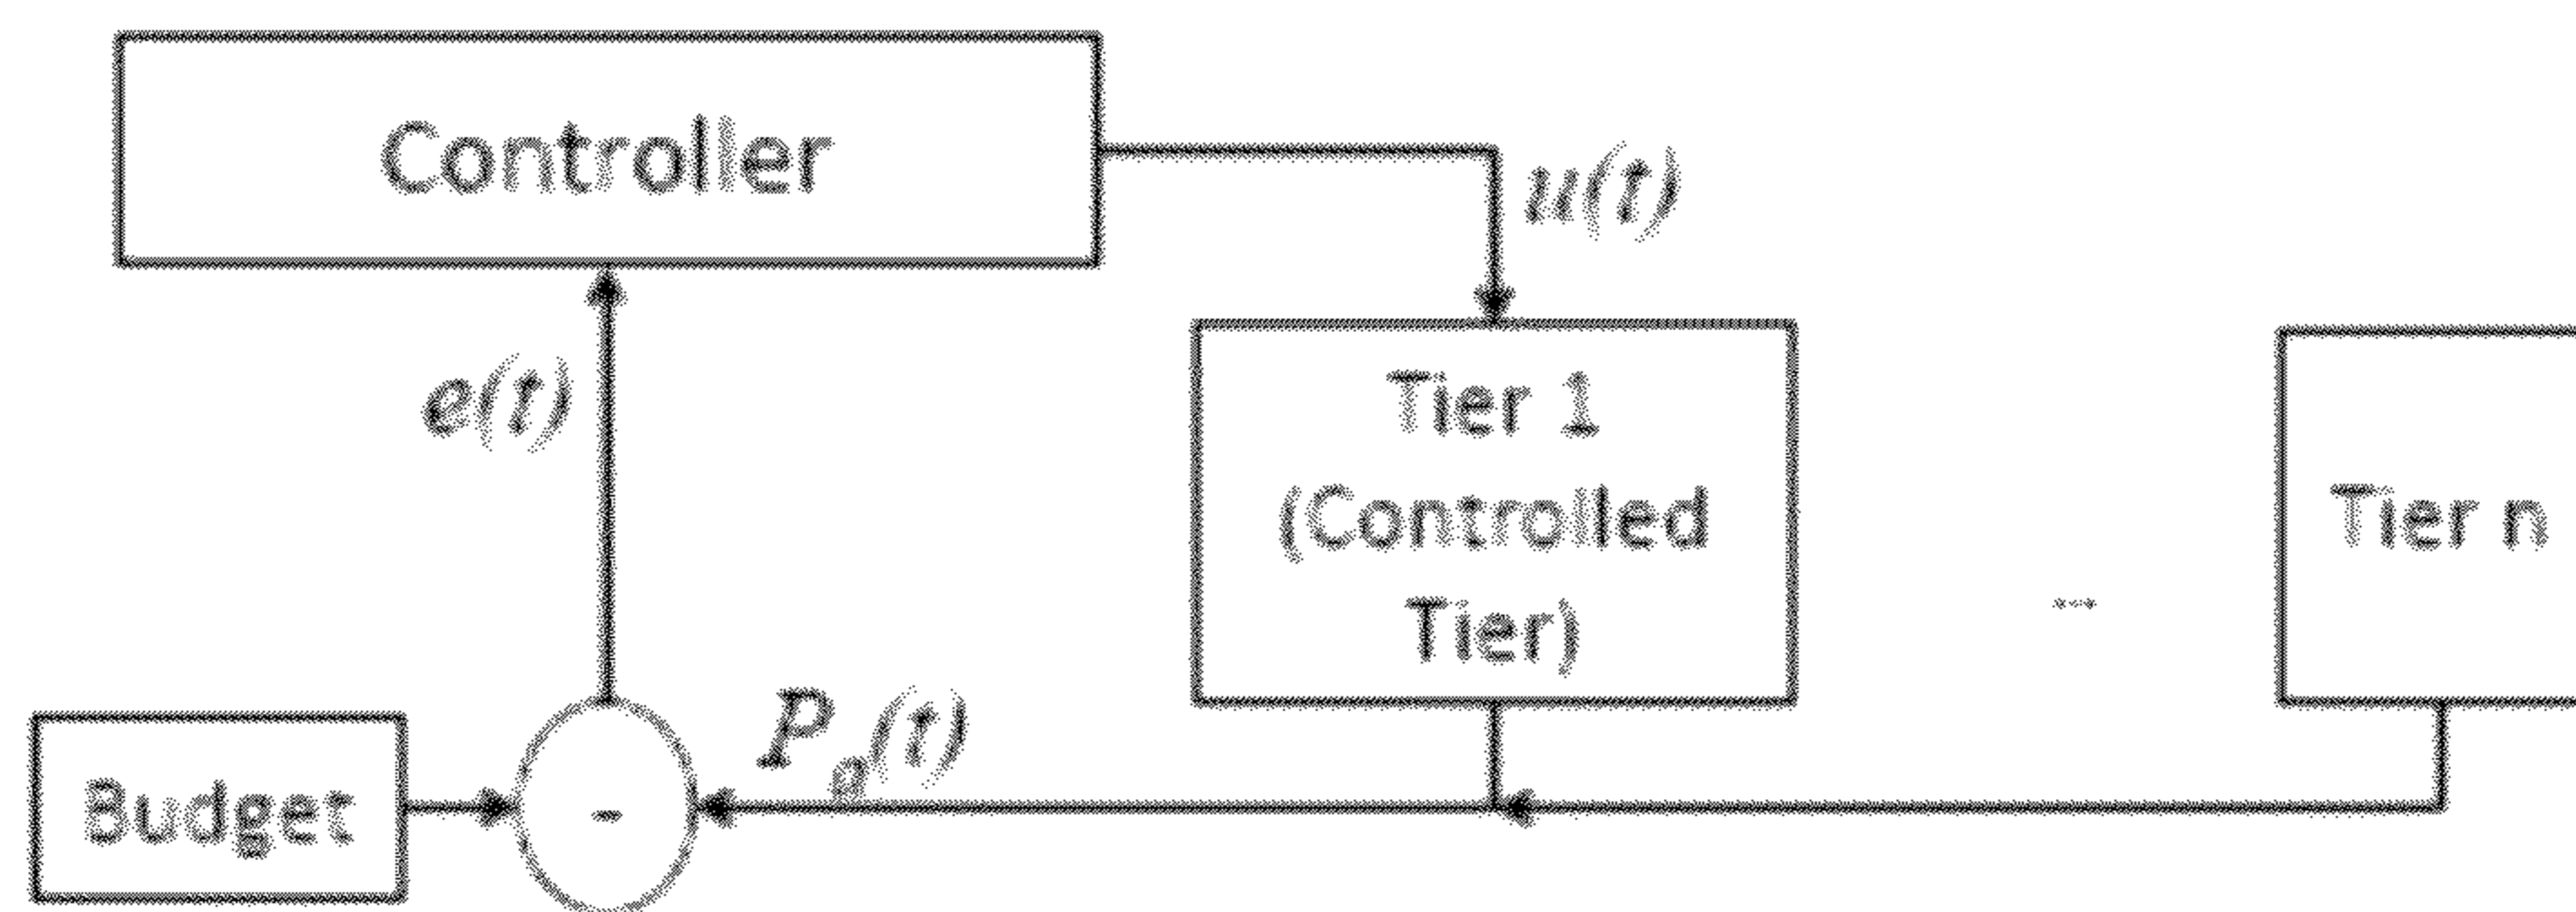 Controller
u(t)
e(t)
Tier 1
(Controlled
Tier)
...
Tier n
Budget
-
Pa(t)